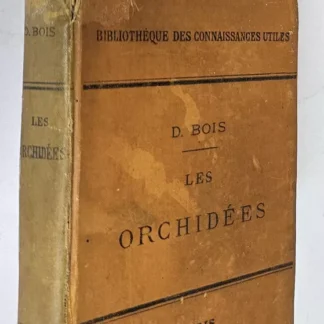 D. BOIS
LES
ORCHIDÉES
BIBLIOTHÈQUE DES CONNAISSANCES UTILES
D. BOIS
LES
ORCHIDÉES